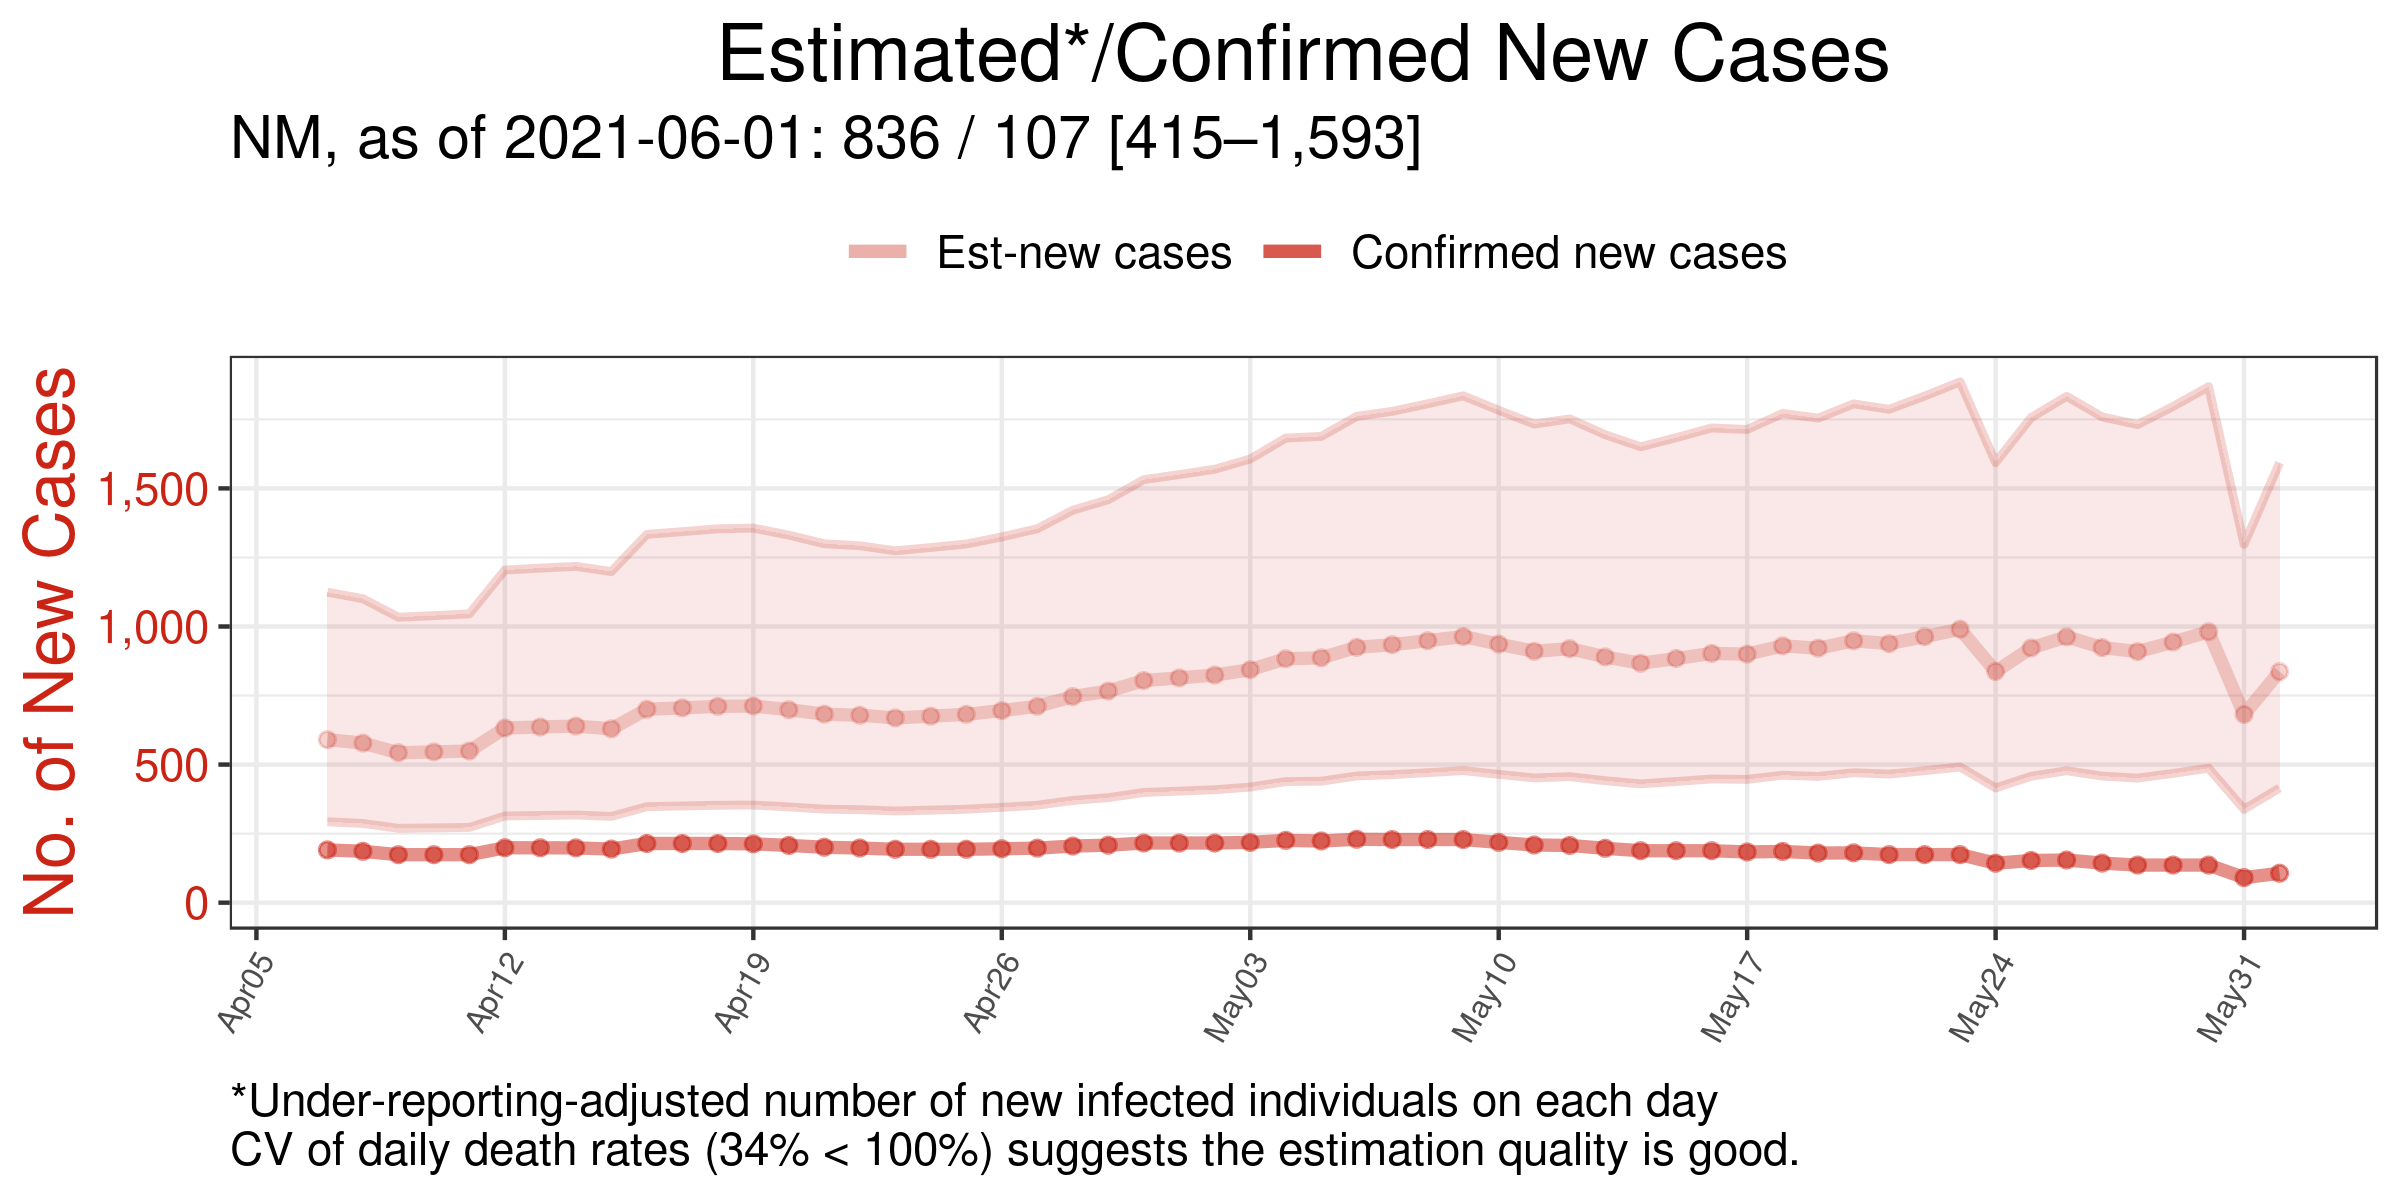 Estimated*/Confirmed New Cases
NM, as of 2021-06-01: 836 / 107 [415–1,593]
Est-new cases
Confirmed new cases
No. of New Cases
1,500
1,000
500
0
Apr05
Apr12
Apr19
Apr26
May03
May10
May17
May24
May31
*Under-reporting-adjusted number of new infected individuals on each day
CV of daily death rates (34% < 100%) suggests the estimation quality is good.